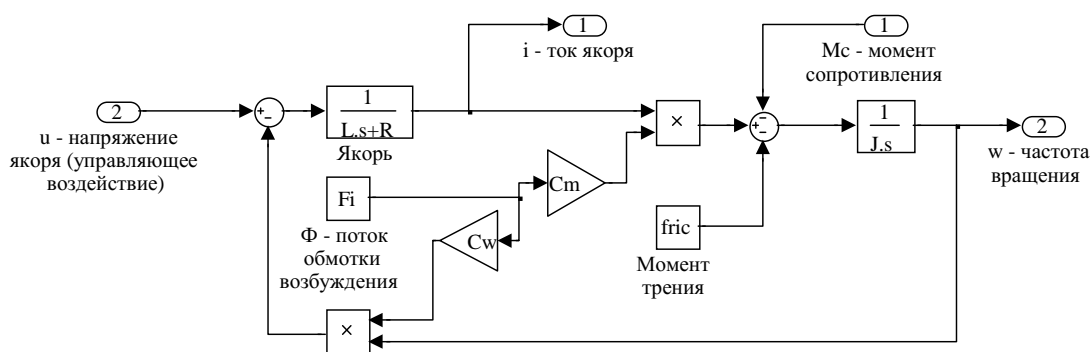 1
i - ток якоря
1
Мс - момент
сопротивления
2
u - напряжение
якоря (управляющее
воздействие)
1
L.s+R
Якорь
×
1
J.s
2
w - частота
вращения
Fi
Ф - поток
обмотки
возбуждения
Cm
Cw
fric
Момент
трения
×